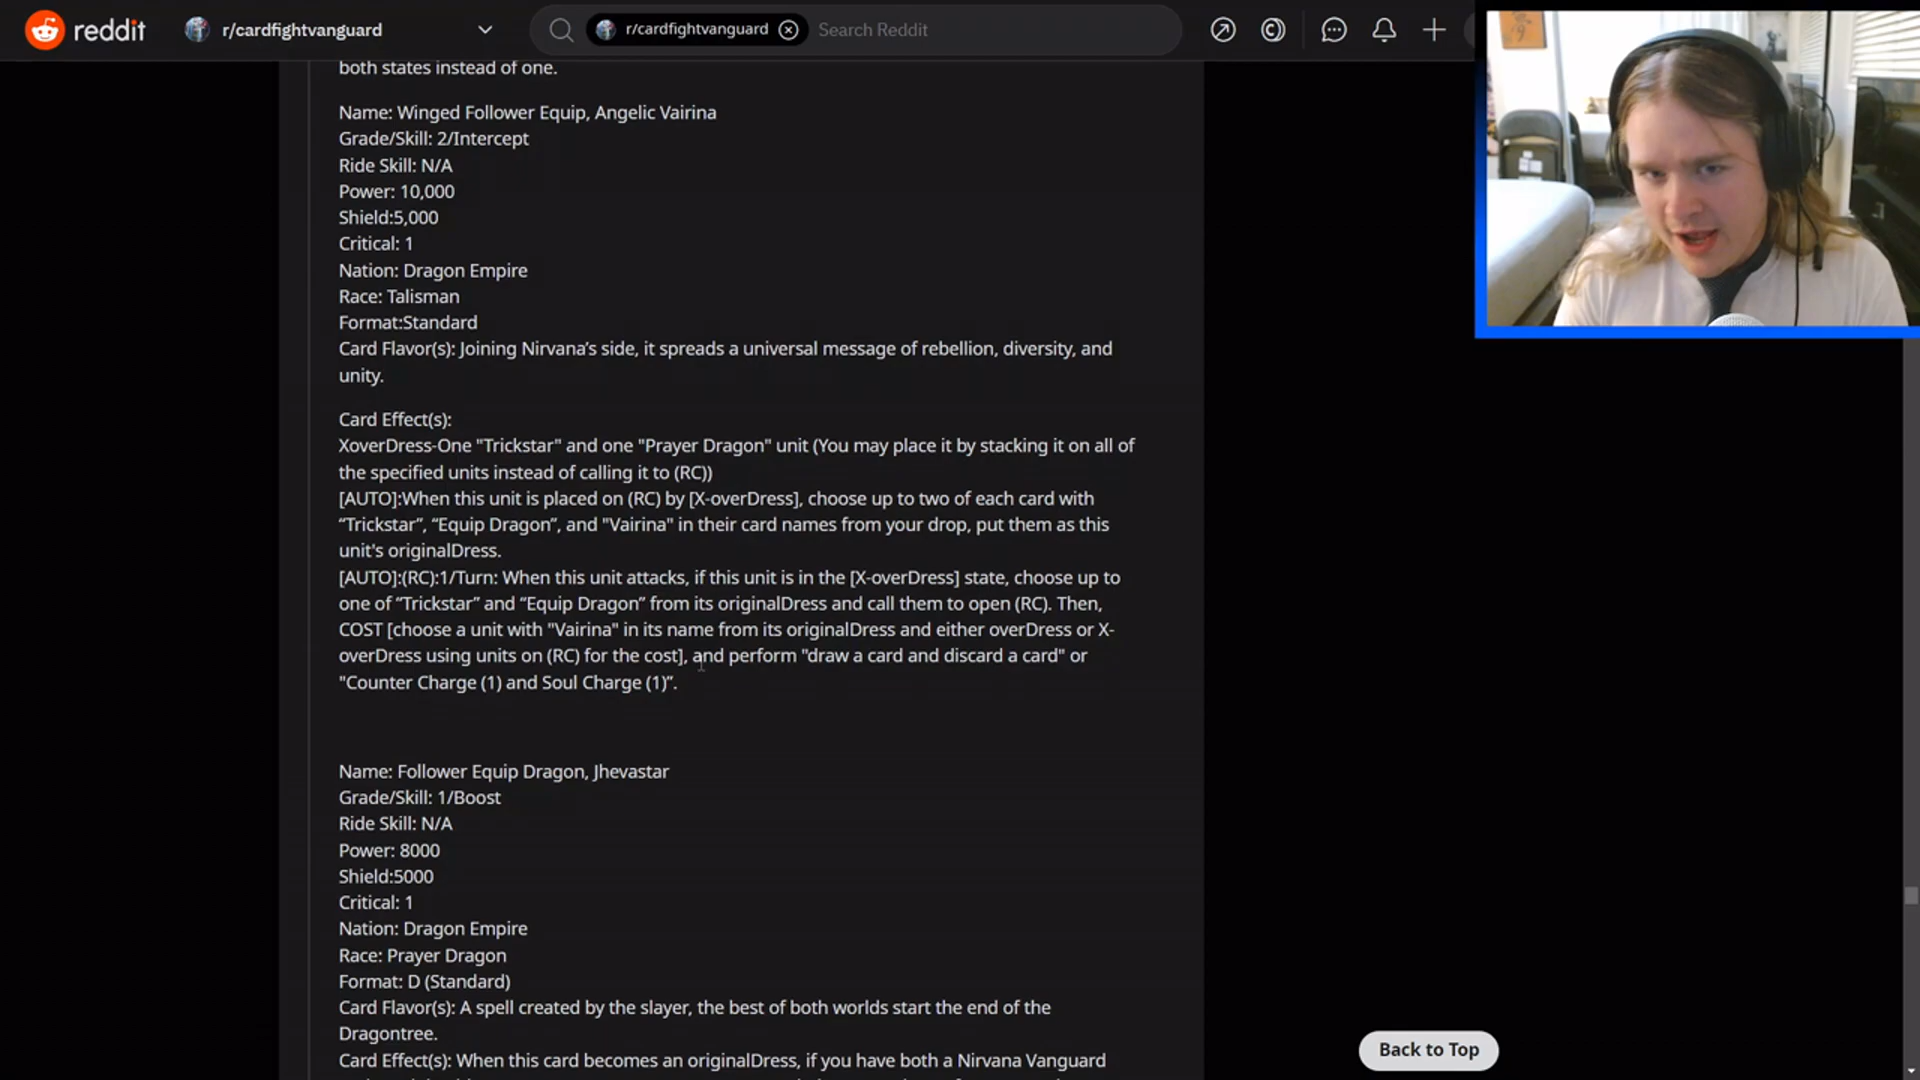 reddit
r/cardfightvanguard
r/cardfightvanguard
Search Reddit
both states instead of one.
Name: Winged Follower Equip, Angelic Vairina
Grade/Skill: 2/Intercept
Ride Skill: N/A
Power: 10,000
Shield:5,000
Critical: 1
Nation: Dragon Empire
Race: Talisman
Format:Standard
Card Flavor(s): Joining Nirvana’s side, it spreads a universal message of rebellion, diversity, and
unity.
Card Effect(s):
XoverDress-One "Trickstar" and one "Prayer Dragon" unit (You may place it by stacking it on all of
the specified units instead of calling it to (RC))
[AUTO]:When this unit is placed on (RC) by [X-overDress], choose up to two of each card with
“Trickstar”, “Equip Dragon”, and "Vairina" in their card names from your drop, put them as this
unit's originalDress.
[AUTO]:(RC):1/Turn: When this unit attacks, if this unit is in the [X-overDress] state, choose up to
one of “Trickstar” and “Equip Dragon” from its originalDress and call them to open (RC). Then,
COST [choose a unit with "Vairina" in its name from its originalDress and either overDress or X-
overDress using units on (RC) for the cost], and perform "draw a card and discard a card" or
"Counter Charge (1) and Soul Charge (1)”.
Name: Follower Equip Dragon, Jhevastar
Grade/Skill: 1/Boost
Ride Skill: N/A
Power: 8000
Shield:5000
Critical: 1
Nation: Dragon Empire
Race: Prayer Dragon
Format: D (Standard)
Card Flavor(s): A spell created by the slayer, the best of both worlds start the end of the
Dragontree.
Card Effect(s): When this card becomes an originalDress, if you have both a Nirvana Vanguard
Back to Top